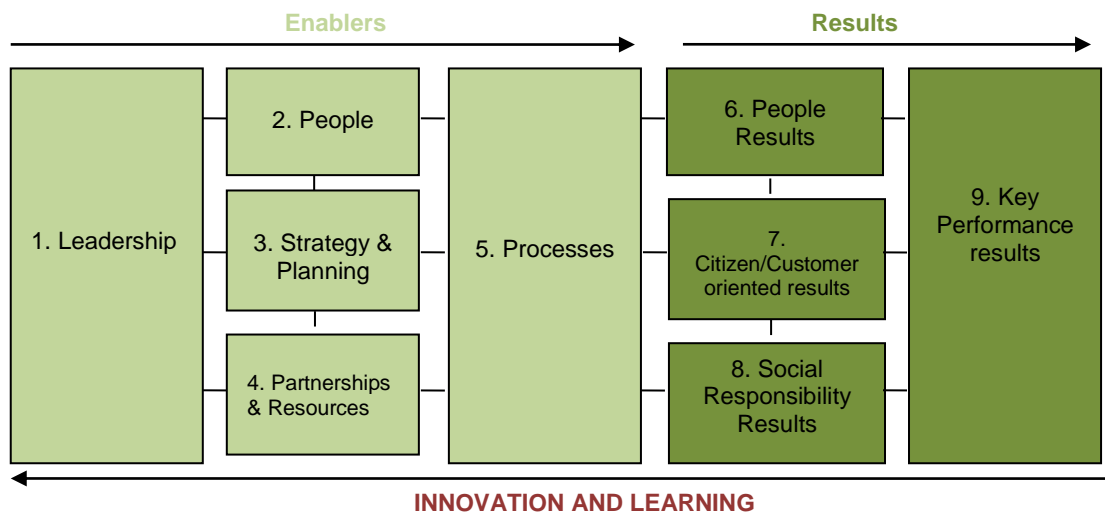 Enablers
Results
1. Leadership
2. People
3. Strategy &
Planning
4. Partnerships
& Resources
5. Processes
6. People
Results
7.
Citizen/Customer
oriented results
8. Social
Responsibility
Results
9. Key
Performance
results
INNOVATION AND LEARNING